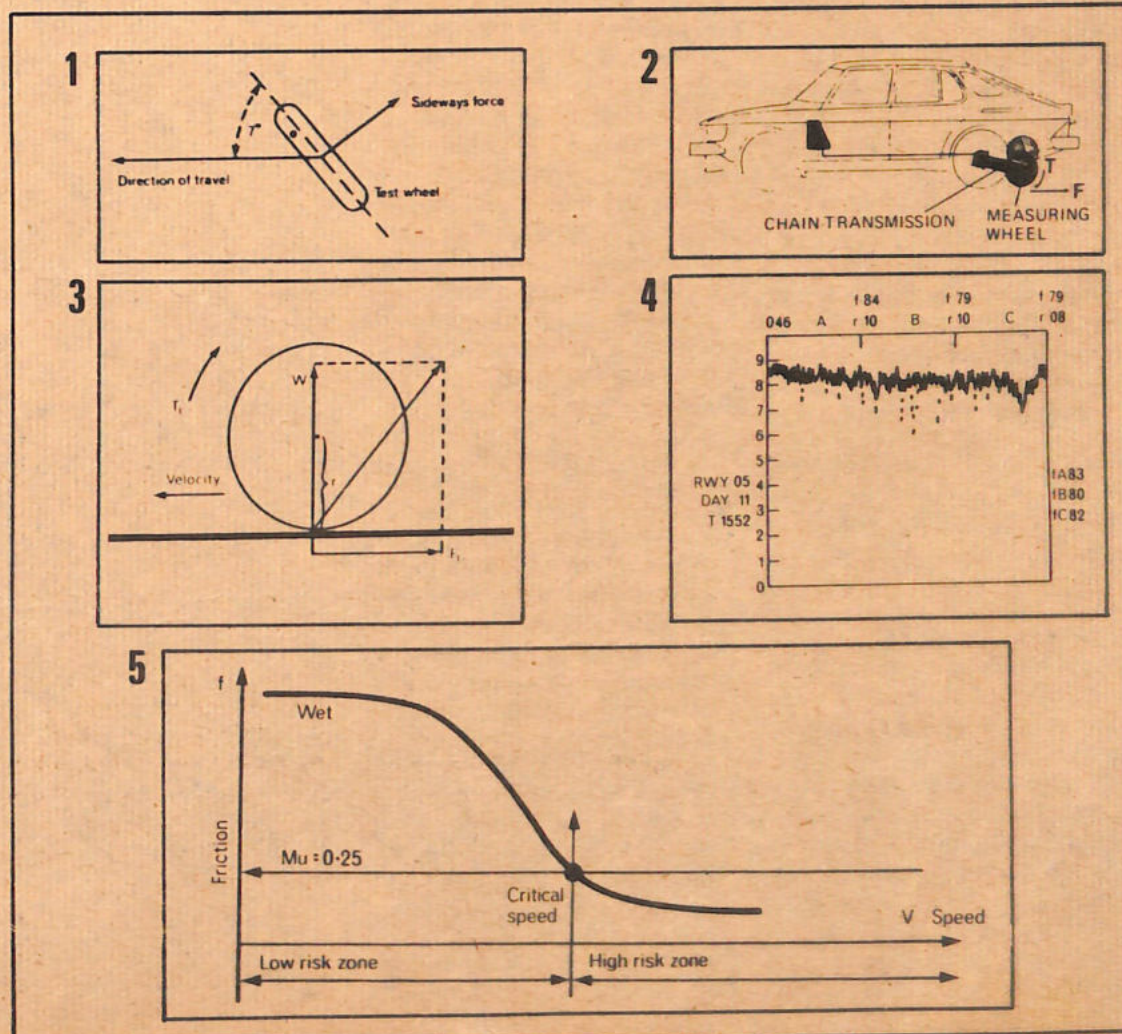 1
Sideways force
Direction of travel
Test wheel
2
T
F
CHAIN TRANSMISSION
MEASURING
WHEEL
3
W
r
Velocity
4
f 84 f 79 f 79
046 A r 10 B r 10 C r 08
9
8
7
6
5
4
3
2
1
0
RWY 05
DAY 11
T 1552
fA83
fB80
fC82
5
f
Wet
Friction
Mu = 0·25
Critical
speed
V Speed
Low risk zone
High risk zone